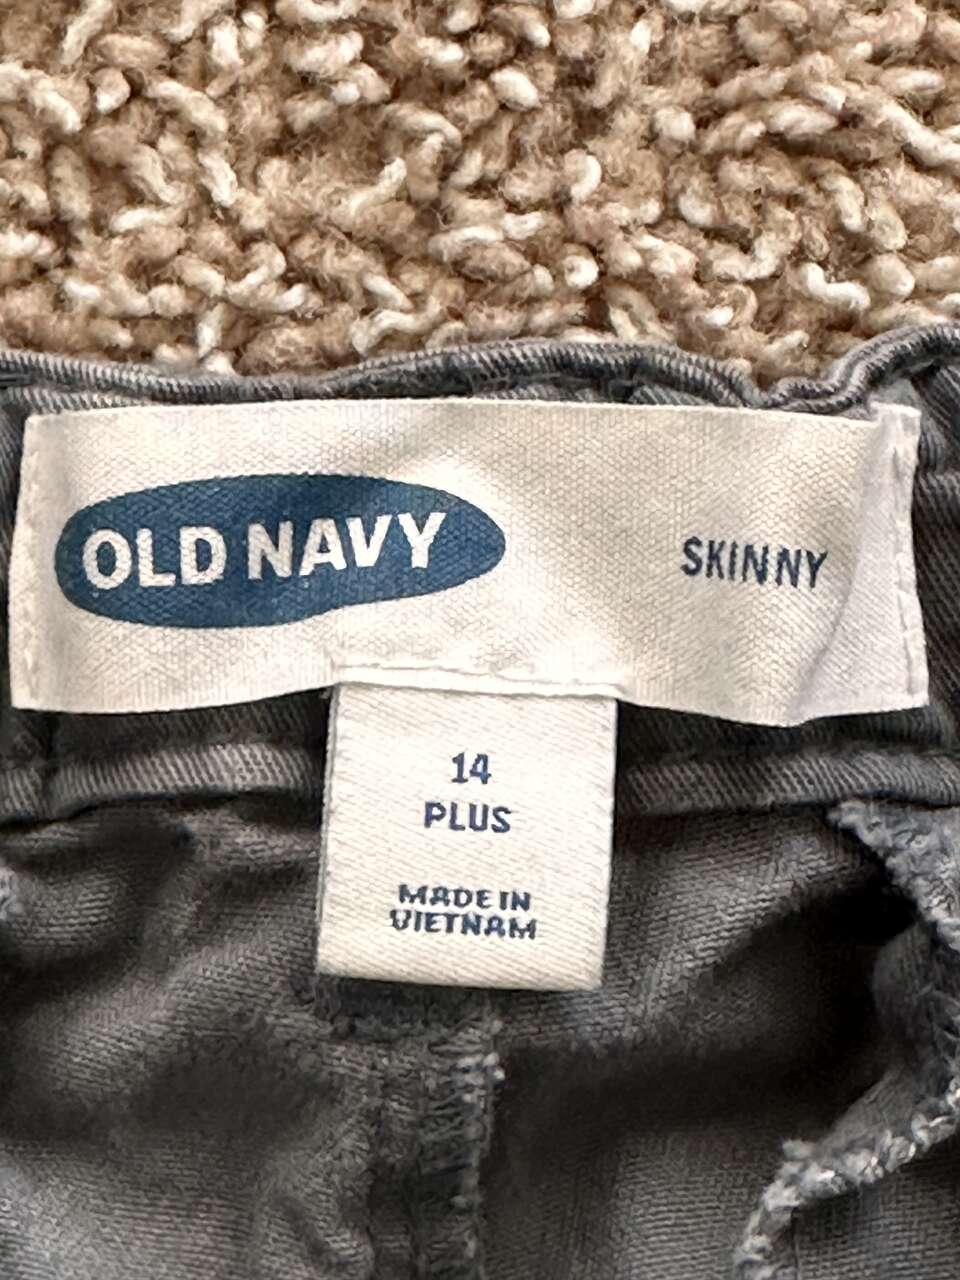 OLD NAVY
SKINNY
14
PLUS
MADE IN
VIETNAM